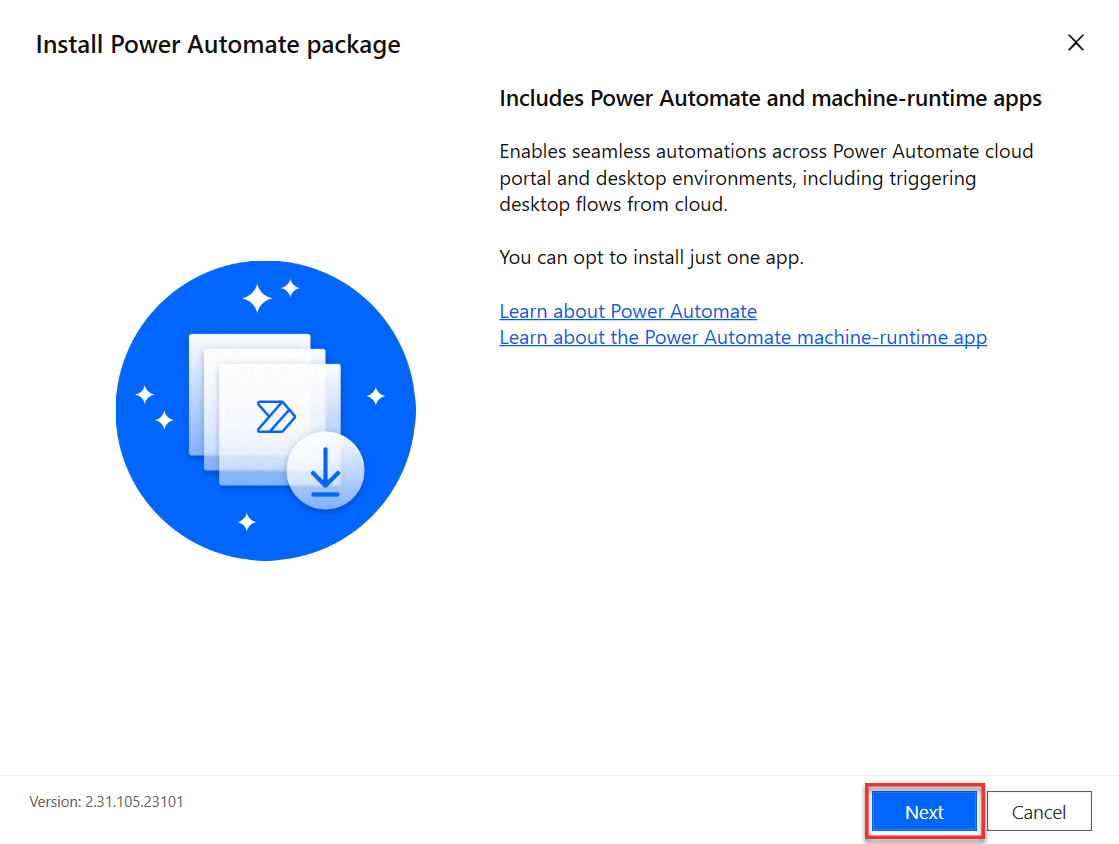 Install Power Automate package
Includes Power Automate and machine-runtime apps
Enables seamless automations across Power Automate cloud
portal and desktop environments, including triggering
desktop flows from cloud.
You can opt to install just one app.
Learn about Power Automate
Learn about the Power Automate machine-runtime app
Version: 2.31.105.23101
Next
Cancel